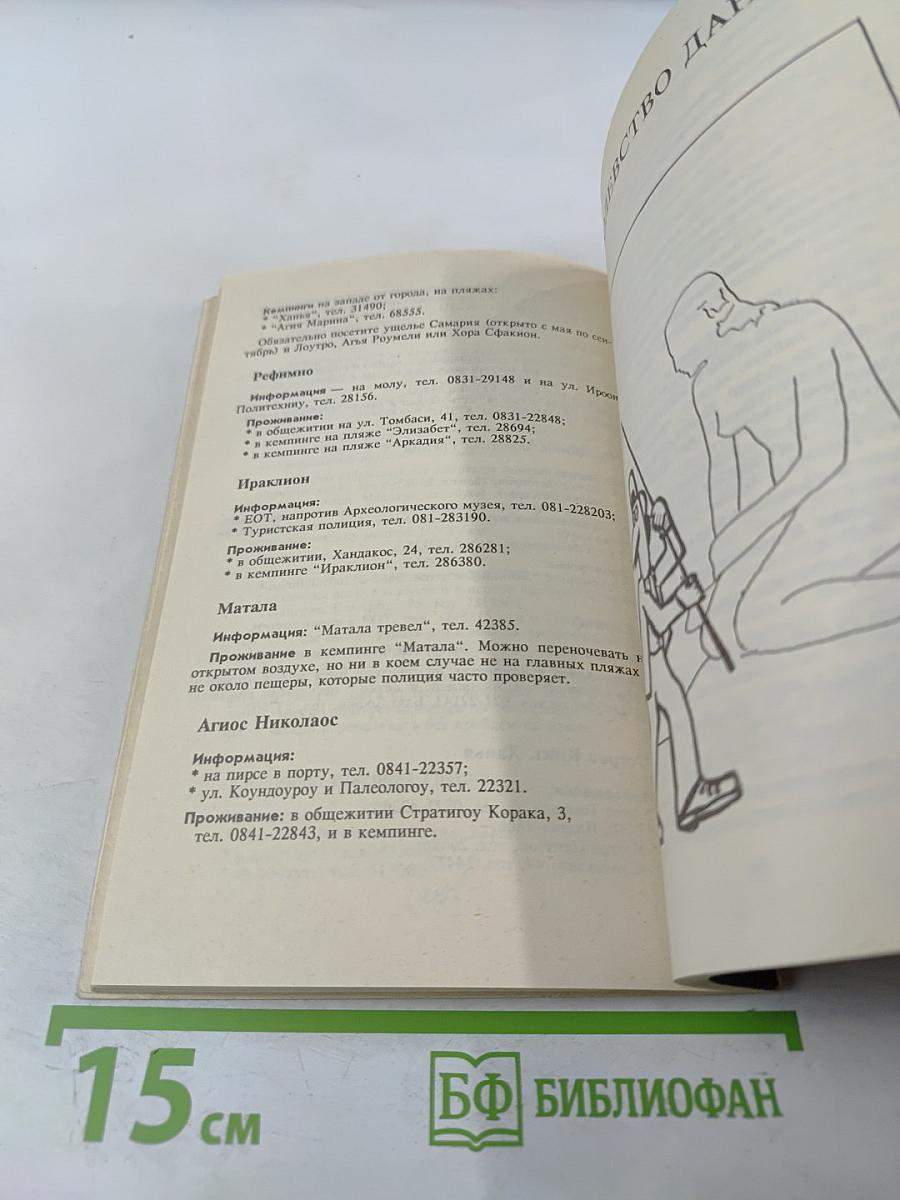 Кемпинги на западе от города, на пляжах:
* "Ханья", тел. 31490;
* "Агия Марина", тел. 68555.
Обязательно посетите ущелье Самария (открыто с мая по сен-
тябрь) и Лоутро, Агья Роумели или Хора Сфакион.
Рефимно
Информация — на молу, тел. 0831-29148 и на ул. Ироон
Политехниу, тел. 28156.
Проживание:
* в общежитии на ул. Томбаси, 41, тел. 0831-22848;
* в кемпинге на пляже "Элизабет", тел. 28694;
* в кемпинге на пляже "Аркадия", тел. 28825.
Ираклион
Информация:
* ЕОТ, напротив Археологического музея, тел. 081-228203;
* Туристская полиция, тел. 081-283190.
Проживание:
* в общежитии, Хандакос, 24, тел. 286281;
* в кемпинге "Ираклион", тел. 286380.
Матала
Информация: "Матала тревел", тел. 42385.
Проживание в кемпинге "Матала". Можно переночевать н
открытом воздухе, но ни в коем случае не на главных пляжах
не около пещеры, которые полиция часто проверяет.
Агиос Николаос
Информация:
* на пирсе в порту, тел. 0841-22357;
* ул. Коундоуроу и Палеологоу, тел. 22321.
Проживание: в общежитии Стратигоу Корака, 3,
тел. 0841-22843, и в кемпинге.
ЛЕВСТВО ДАН
15 см
БФ БИБЛИОФАН